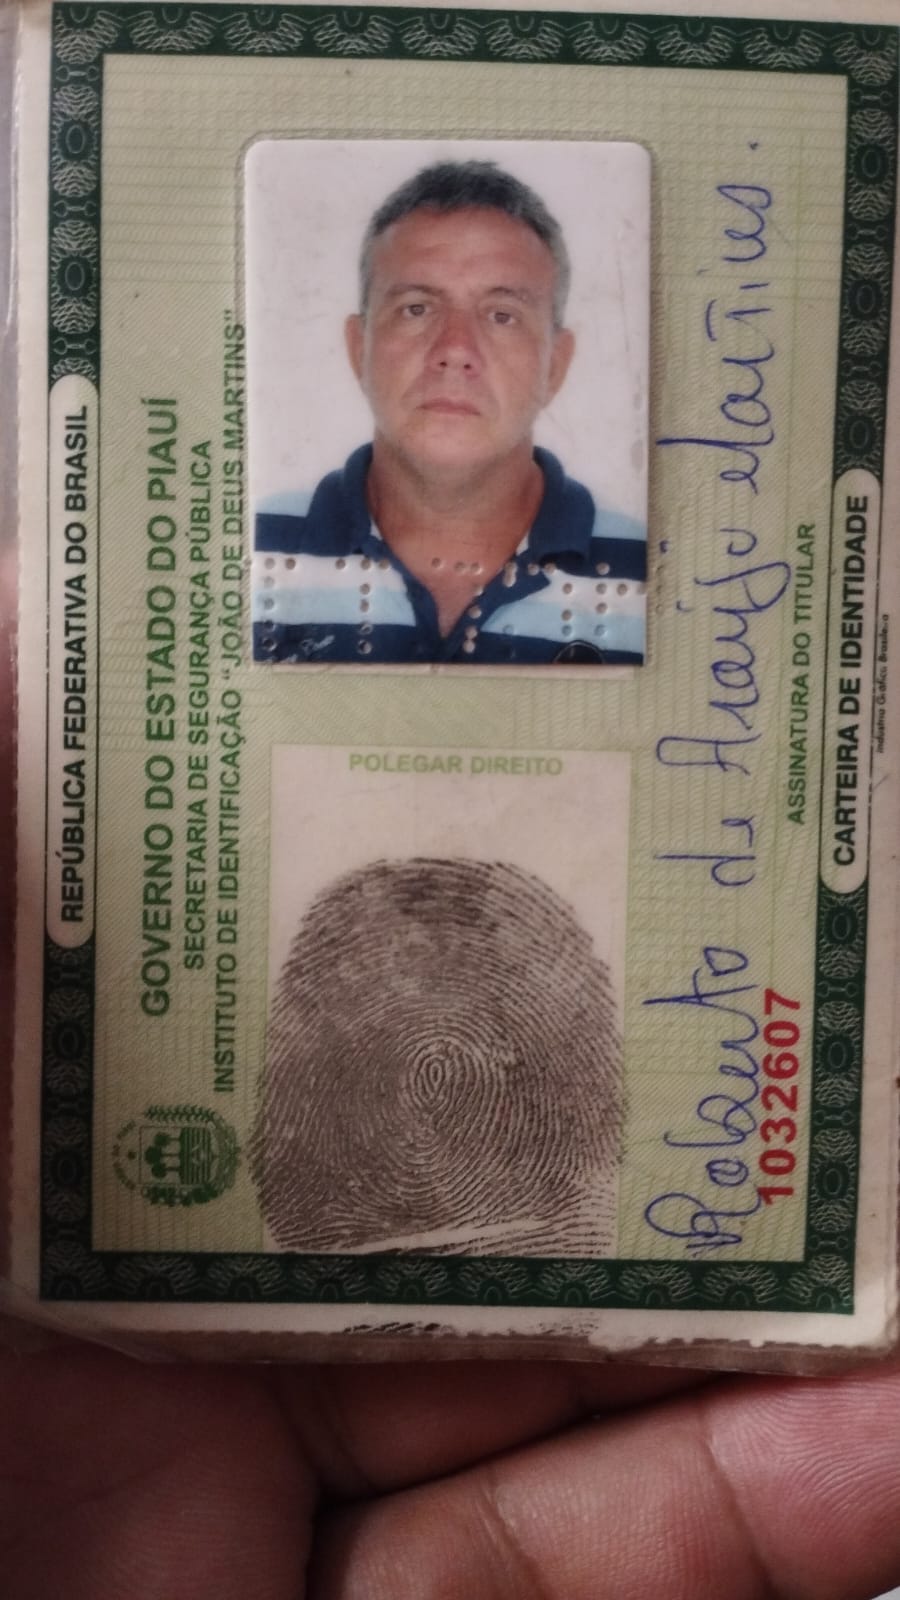 REPÚBLICA FEDERATIVA DO BRASIL
GOVERNO DO ESTADO DO PIAUÍ
SECRETARIA DE SEGURANÇA PÚBLICA
INSTITUTO DE IDENTIFICAÇÃO "JOÃO DE DEUS MARTINS"
POLEGAR DIREITO
Roberto de Araújo Martins.
1032607
ASSINATURA DO TITULAR
CARTEIRA DE IDENTIDADE